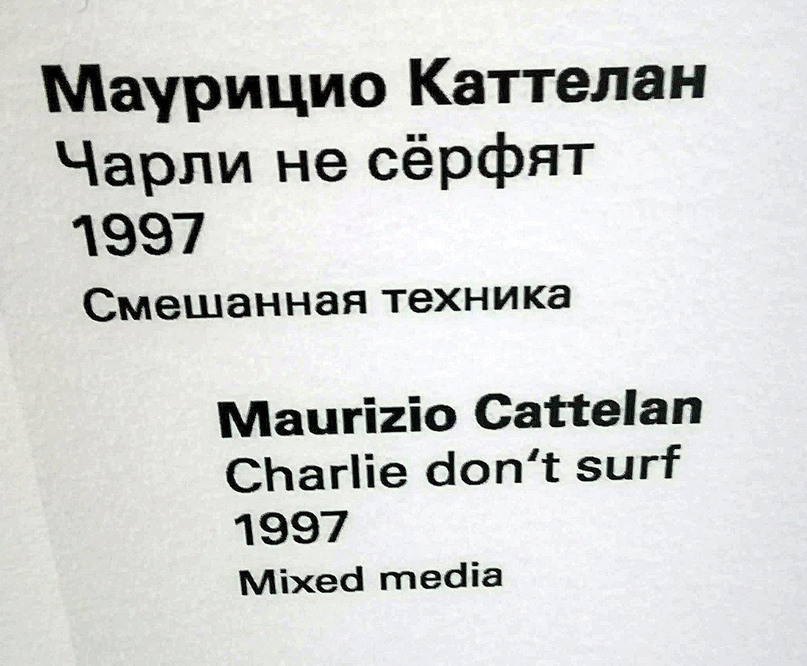 Маурицио Каттелан
Чарли не сёрфят
1997
Смешанная техника
Maurizio Cattelan
Charlie don‘t surf
1997
Mixed media